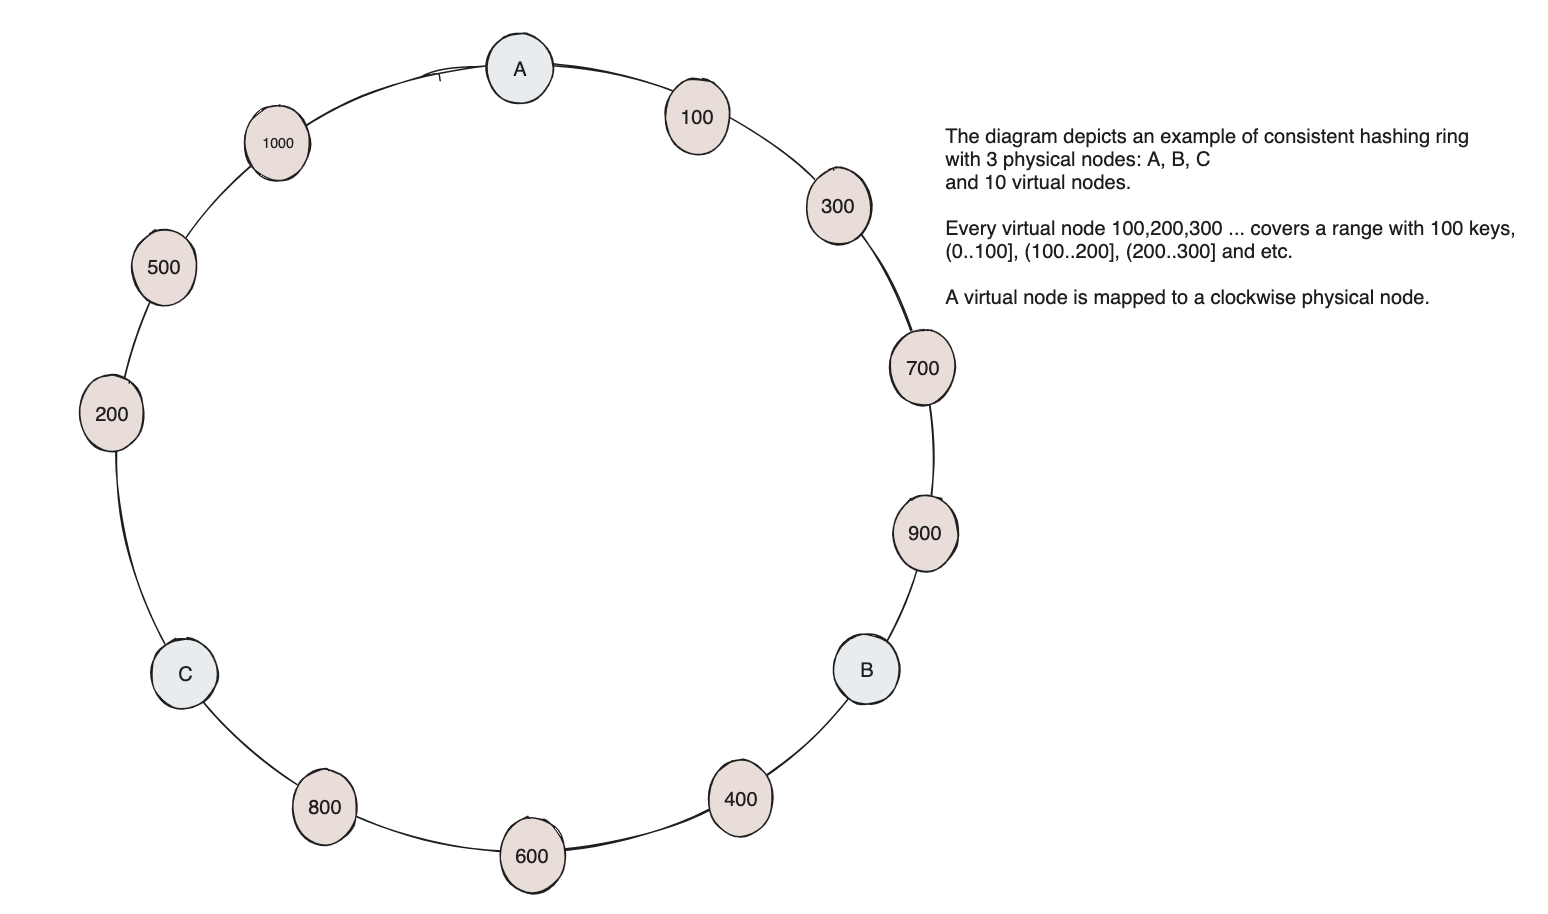 A
100
1000
The diagram depicts an example of consistent hashing ring
with 3 physical nodes: A, B, C
and 10 virtual nodes.
300
Every virtual node 100,200,300 ... covers a range with 100 keys,
(0..100], (100..200], (200..300] and etc.
500
A virtual node is mapped to a clockwise physical node.
700
200
900
B
C
400
800
600